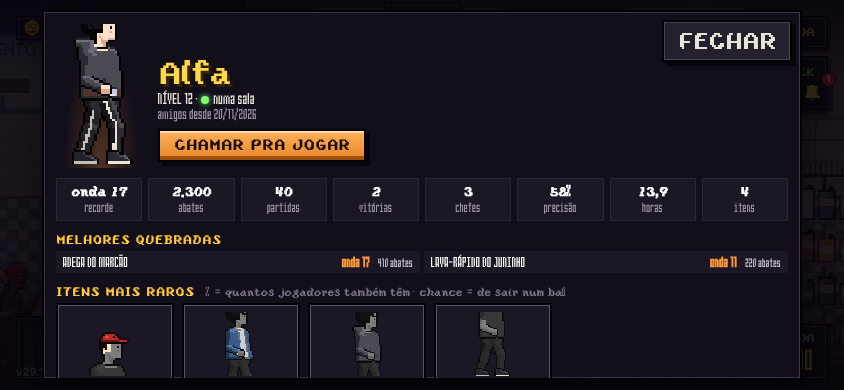 FECHAR
Alfa
NÍVEL 12 · numa sala
amigos desde 20/11/2026
CHAMAR PRA JOGAR
onda 17 2.300 40 2 3 58% 13,9 4
recorde abates partidas vitórias chefes precisão horas itens
MELHORES QUEBRADAS
ADEGA DO MARCÃO onda 17 410 abates LAVA-RÁPIDO DO JUNINHO onda 11 220 abates
ITENS MAIS RAROS % = quantos jogadores também têm · chance = de sair num baú
1